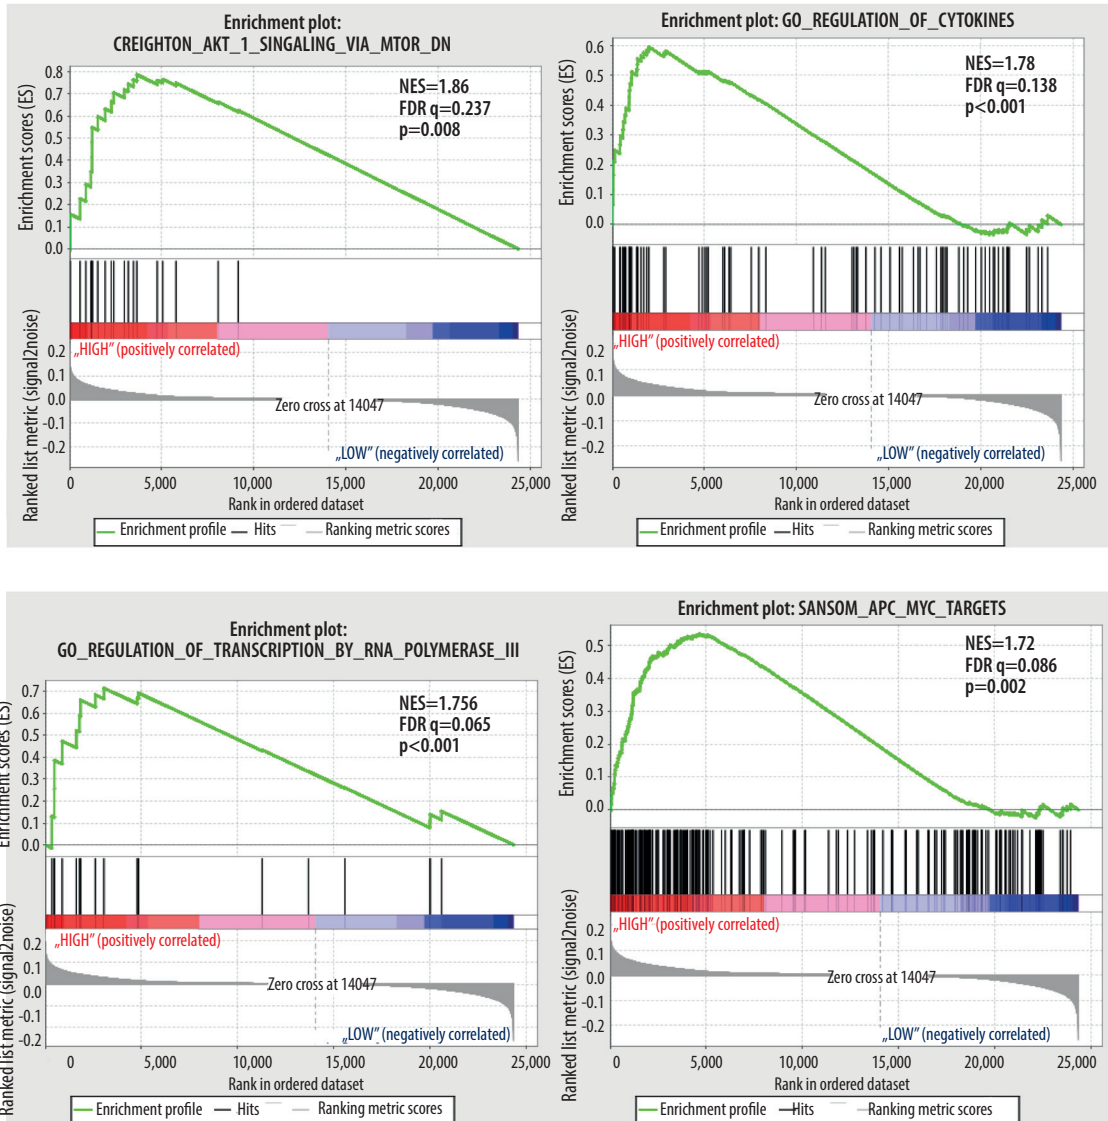 Enrichment plot:
CREIGHTON_AKT_1_SINGALING_VIA_MTOR_DN
NES=1.86
FDR q=0.237
p=0.008
Enrichment scores (ES)
0.8
0.7
0.6
0.5
0.4
0.3
0.2
0.1
0.0
„HIGH” (positively correlated)
Ranked list metric (signal2noise)
0.2
0.1
0.0
-0.1
-0.2
Zero cross at 14047
„LOW” (negatively correlated)
0 5,000 10,000 15,000 20,000 25,000
Rank in ordered dataset
Enrichment profile Hits Ranking metric scores
Enrichment plot: GO_REGULATION_OF_CYTOKINES
NES=1.78
FDR q=0.138
p<0.001
Enrichment scores (ES)
0.6
0.5
0.4
0.3
0.2
0.1
0.0
„HIGH” (positively correlated)
Ranked list metric (signal2noise)
0.2
0.1
0.0
-0.1
-0.2
Zero cross at 14047
„LOW” (negatively correlated)
0 5,000 10,000 15,000 20,000 25,000
Rank in ordered dataset
Enrichment profile Hits Ranking metric scores
Enrichment plot:
GO_REGULATION_OF_TRANSCRIPTION_BY_RNA_POLYMERASE_III
NES=1.756
FDR q=0.065
p<0.001
Enrichment scores (ES)
0.7
0.6
0.5
0.4
0.3
0.2
0.1
0.0
„HIGH” (positively correlated)
Ranked list metric (signal2noise)
0.2
0.1
0.0
-0.1
-0.2
Zero cross at 14047
„LOW” (negatively correlated)
0 5,000 10,000 15,000 20,000 25,000
Rank in ordered dataset
Enrichment profile Hits Ranking metric scores
Enrichment plot: SANSOM_APC_MYC_TARGETS
NES=1.72
FDR q=0.086
p=0.002
Enrichment scores (ES)
0.5
0.4
0.3
0.2
0.1
0.0
„HIGH” (positively correlated)
Ranked list metric (signal2noise)
0.2
0.1
0.0
-0.1
-0.2
Zero cross at 14047
„LOW” (negatively correlated)
0 5,000 10,000 15,000 20,000 25,000
Rank in ordered dataset
Enrichment profile Hits Ranking metric scores